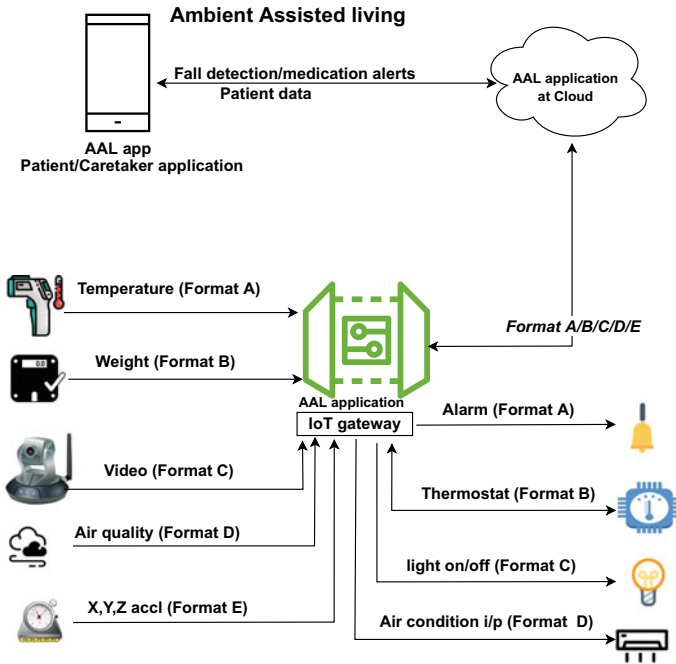 Ambient Assisted living
Fall detection/medication alerts
Patient data
AAL application
at Cloud
AAL app
Patient/Caretaker application
Temperature (Format A)
Format A/B/C/D/E
0.0
Weight (Format B)
AAL application
IoT gateway
Alarm (Format A)
Video (Format C)
Thermostat (Format B)
Air quality (Format D)
light on/off (Format C)
X,Y,Z accl (Format E)
Air condition i/p (Format  D)